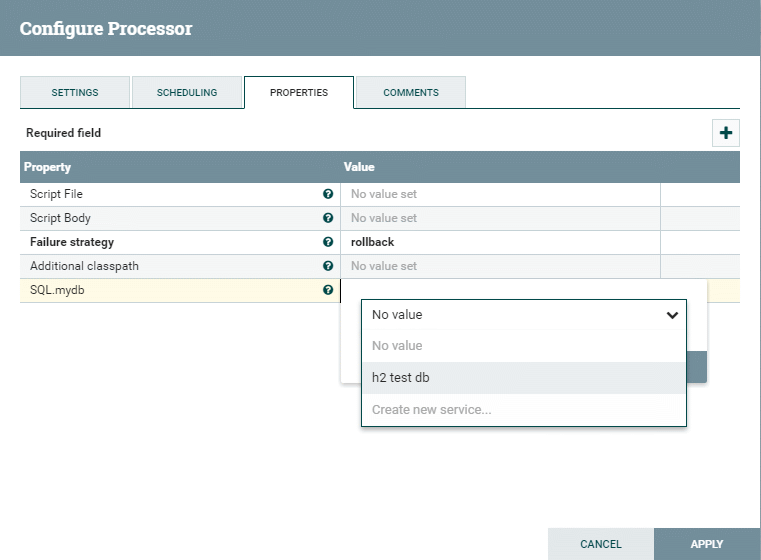 Configure Processor
SETTINGS SCHEDULING PROPERTIES COMMENTS
Required field
Property Value
Script File No value set
Script Body No value set
Failure strategy rollback
Additional classpath No value set
SQL.mydb
No value
No value
h2 test db
Create new service...
CANCEL APPLY